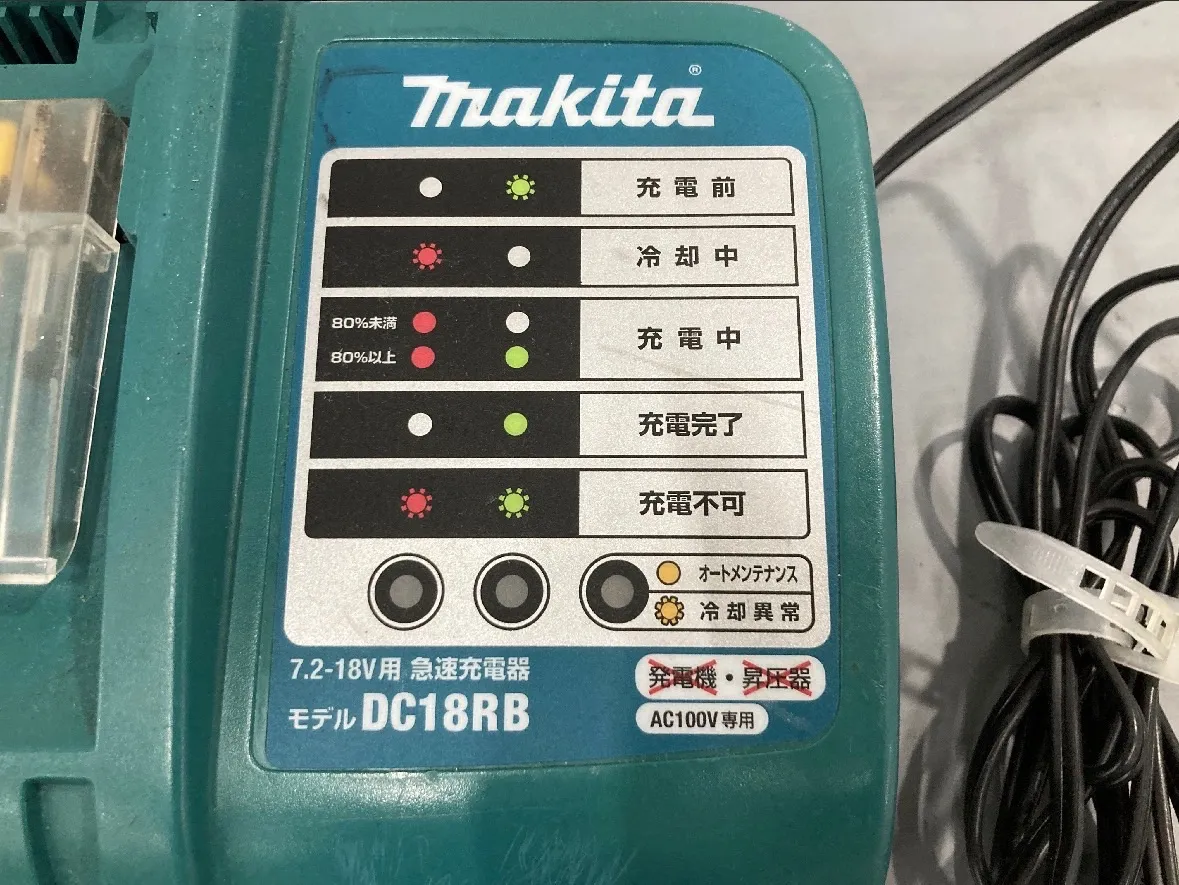 makita®
充電前
冷却中
80%未満
80%以上
充電中
充電完了
充電不可
オートメンテナンス
冷却異常
7.2-18V用 急速充電器
モデル DC18RB
発電機・昇圧器
AC100V専用